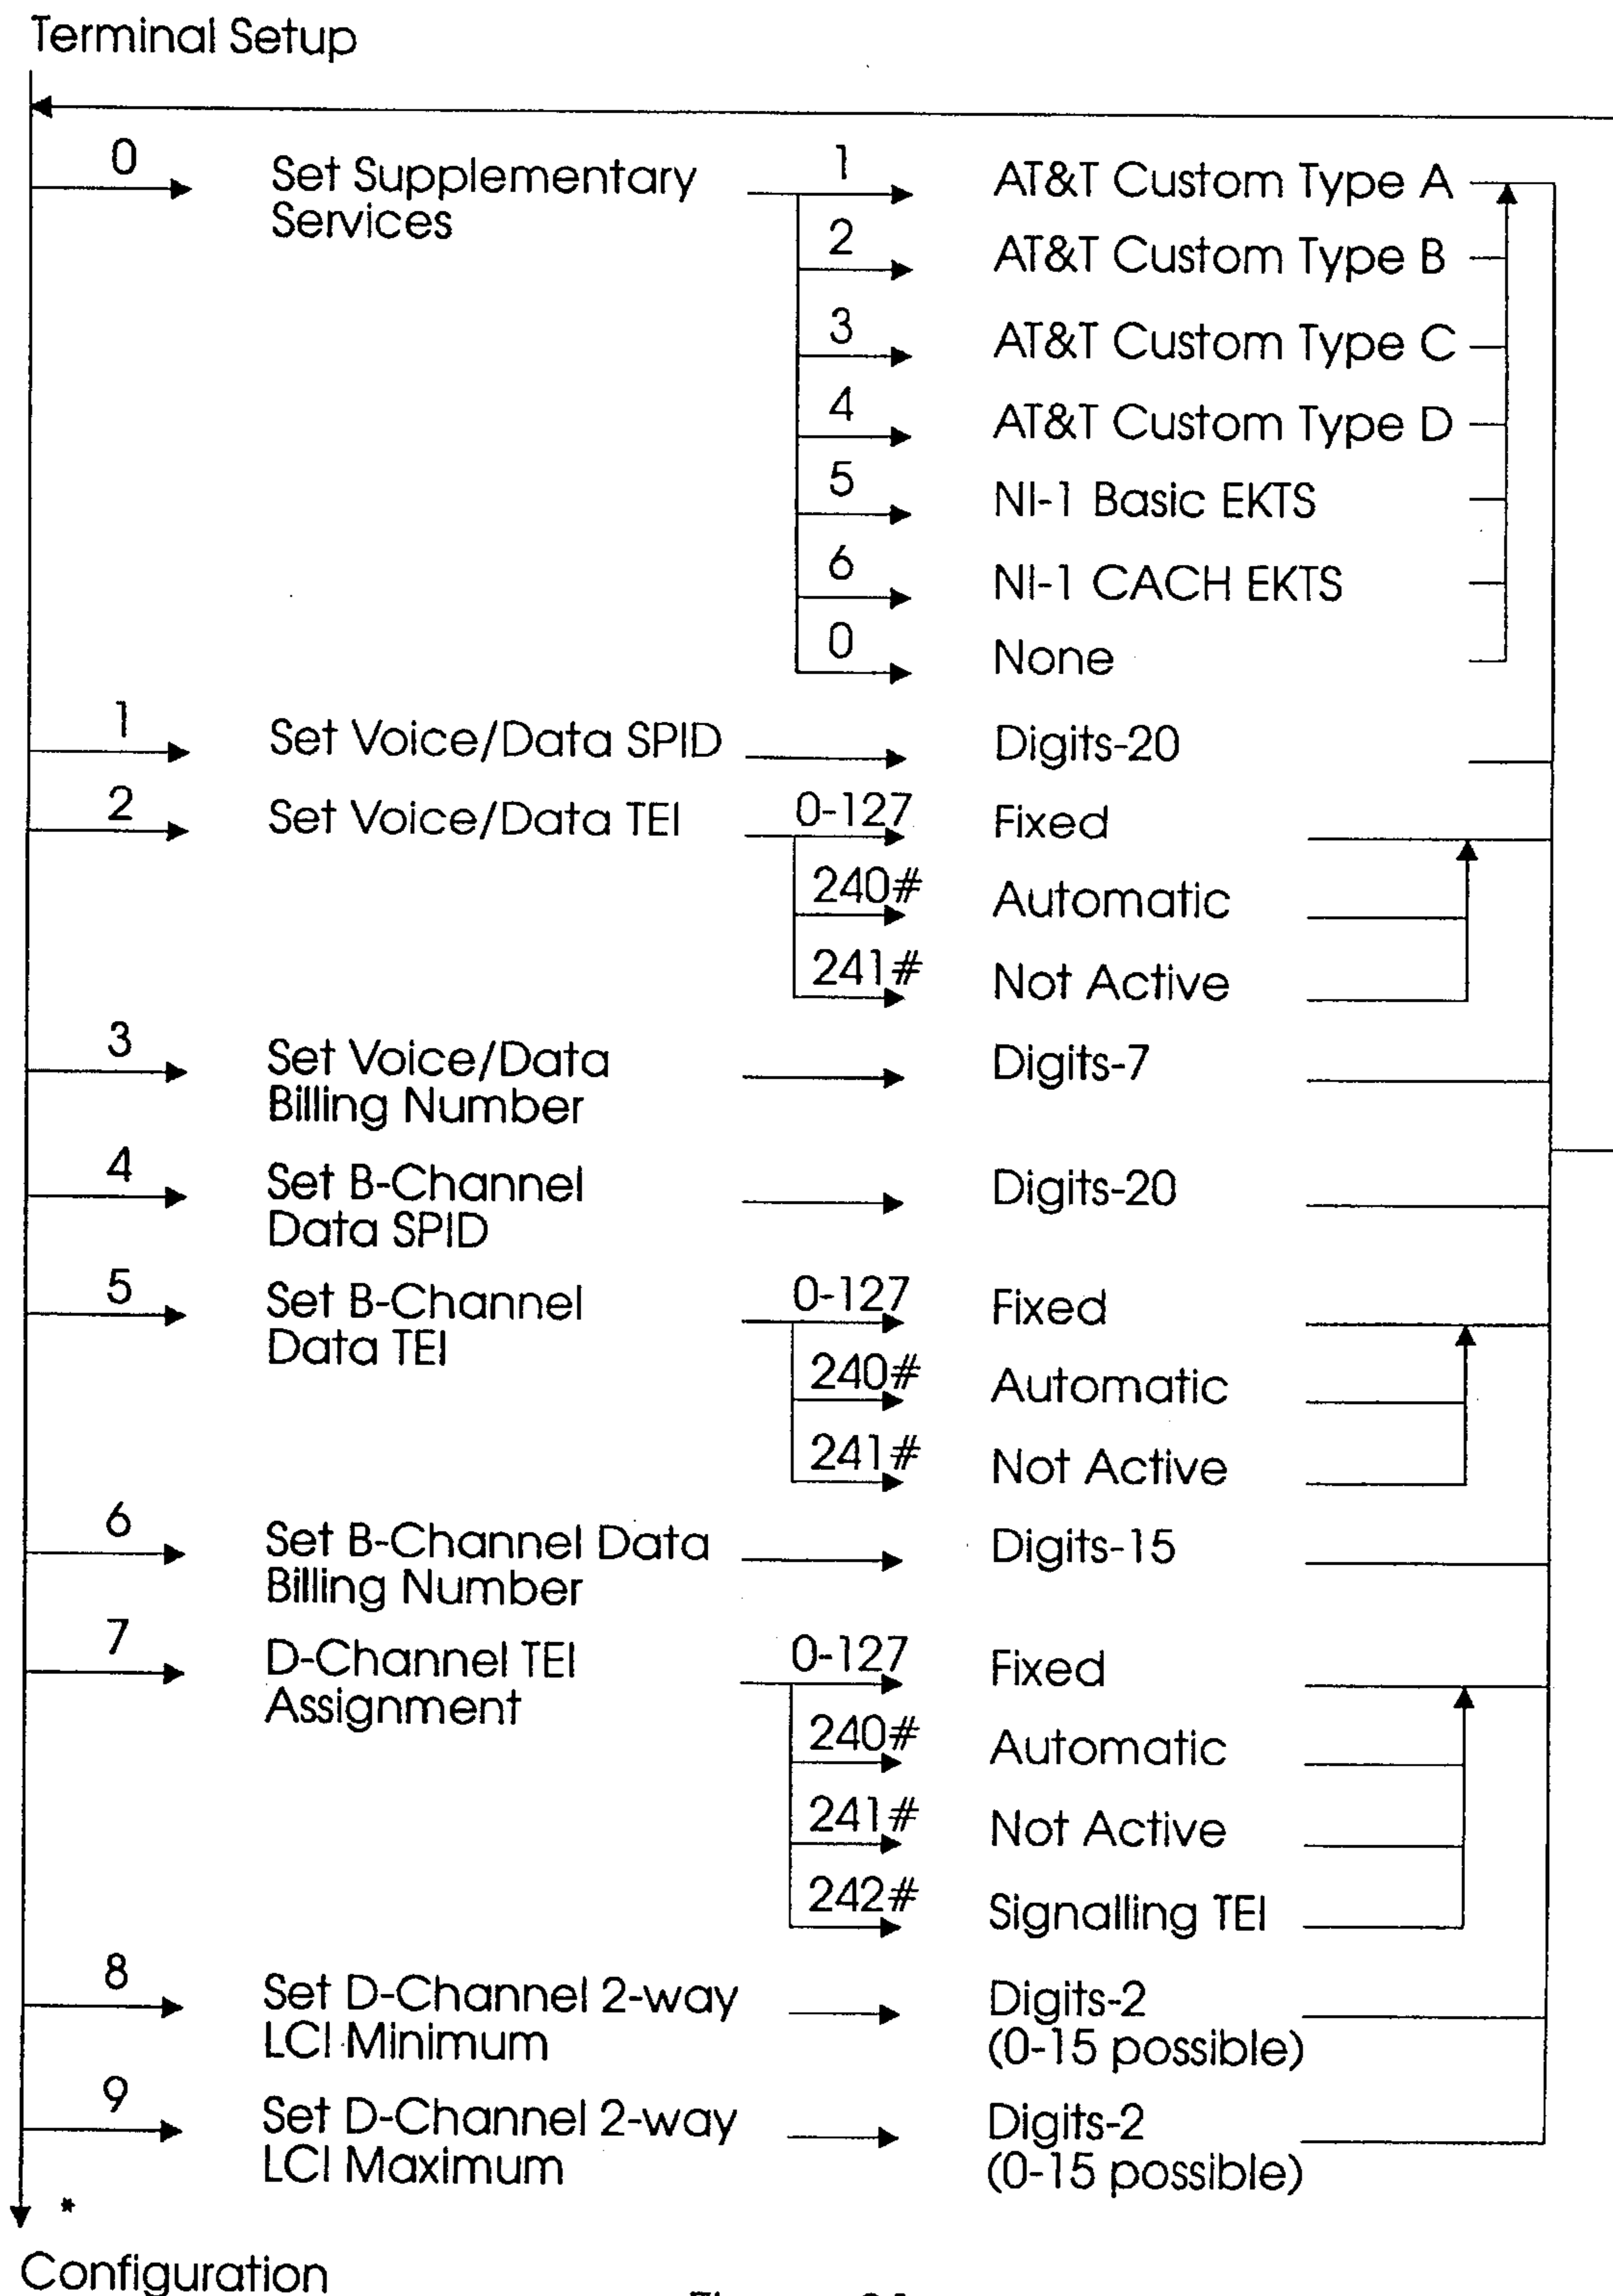 Terminal Setup
0 Set Supplementary Services 1 AT&T Custom Type A
2 AT&T Custom Type B
3 AT&T Custom Type C
4 AT&T Custom Type D
5 NI-1 Basic EKTS
6 NI-1 CACH EKTS
0 None
1 Set Voice/Data SPID Digits-20
2 Set Voice/Data TEI 0-127 Fixed
240# Automatic
241# Not Active
3 Set Voice/Data Billing Number Digits-7
4 Set B-Channel Data SPID Digits-20
5 Set B-Channel Data TEI 0-127 Fixed
240# Automatic
241# Not Active
6 Set B-Channel Data Billing Number Digits-15
7 D-Channel TEI Assignment 0-127 Fixed
240# Automatic
241# Not Active
242# Signalling TEI
8 Set D-Channel 2-way LCI Minimum Digits-2 (0-15 possible)
9 Set D-Channel 2-way LCI Maximum Digits-2 (0-15 possible)
*
Configuration